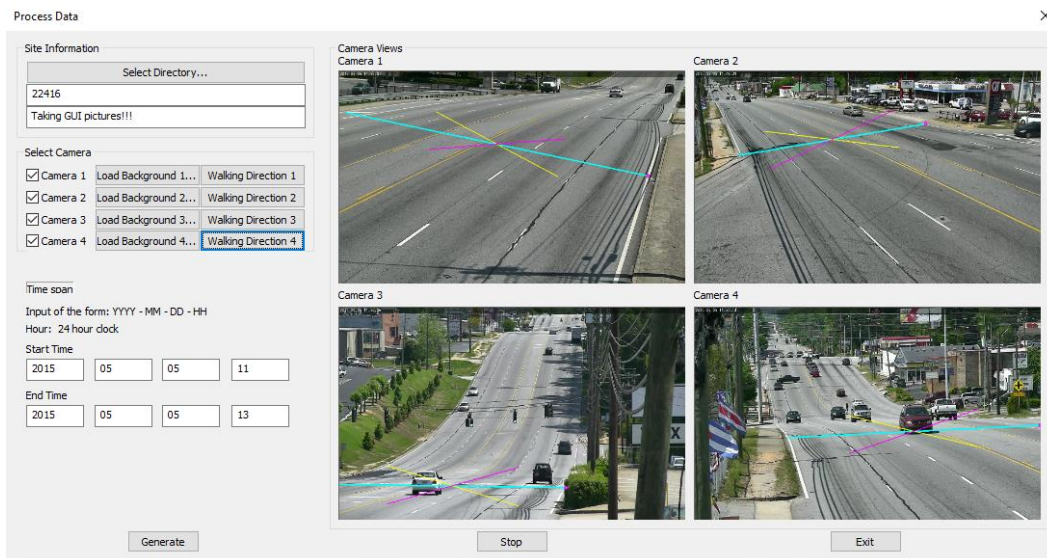 Process Data
Site Information
Select Directory...
22416
Taking GUI pictures!!!
Select Camera
Camera 1 Load Background 1... Walking Direction 1
Camera 2 Load Background 2... Walking Direction 2
Camera 3 Load Background 3... Walking Direction 3
Camera 4 Load Background 4... Walking Direction 4
Time span
Input of the form: YYYY - MM - DD - HH
Hour: 24 hour clock
Start Time
2015 05 05 11
End Time
2015 05 05 13
Generate
Camera Views
Camera 1
Camera 2
Camera 3
Camera 4
Stop
Exit